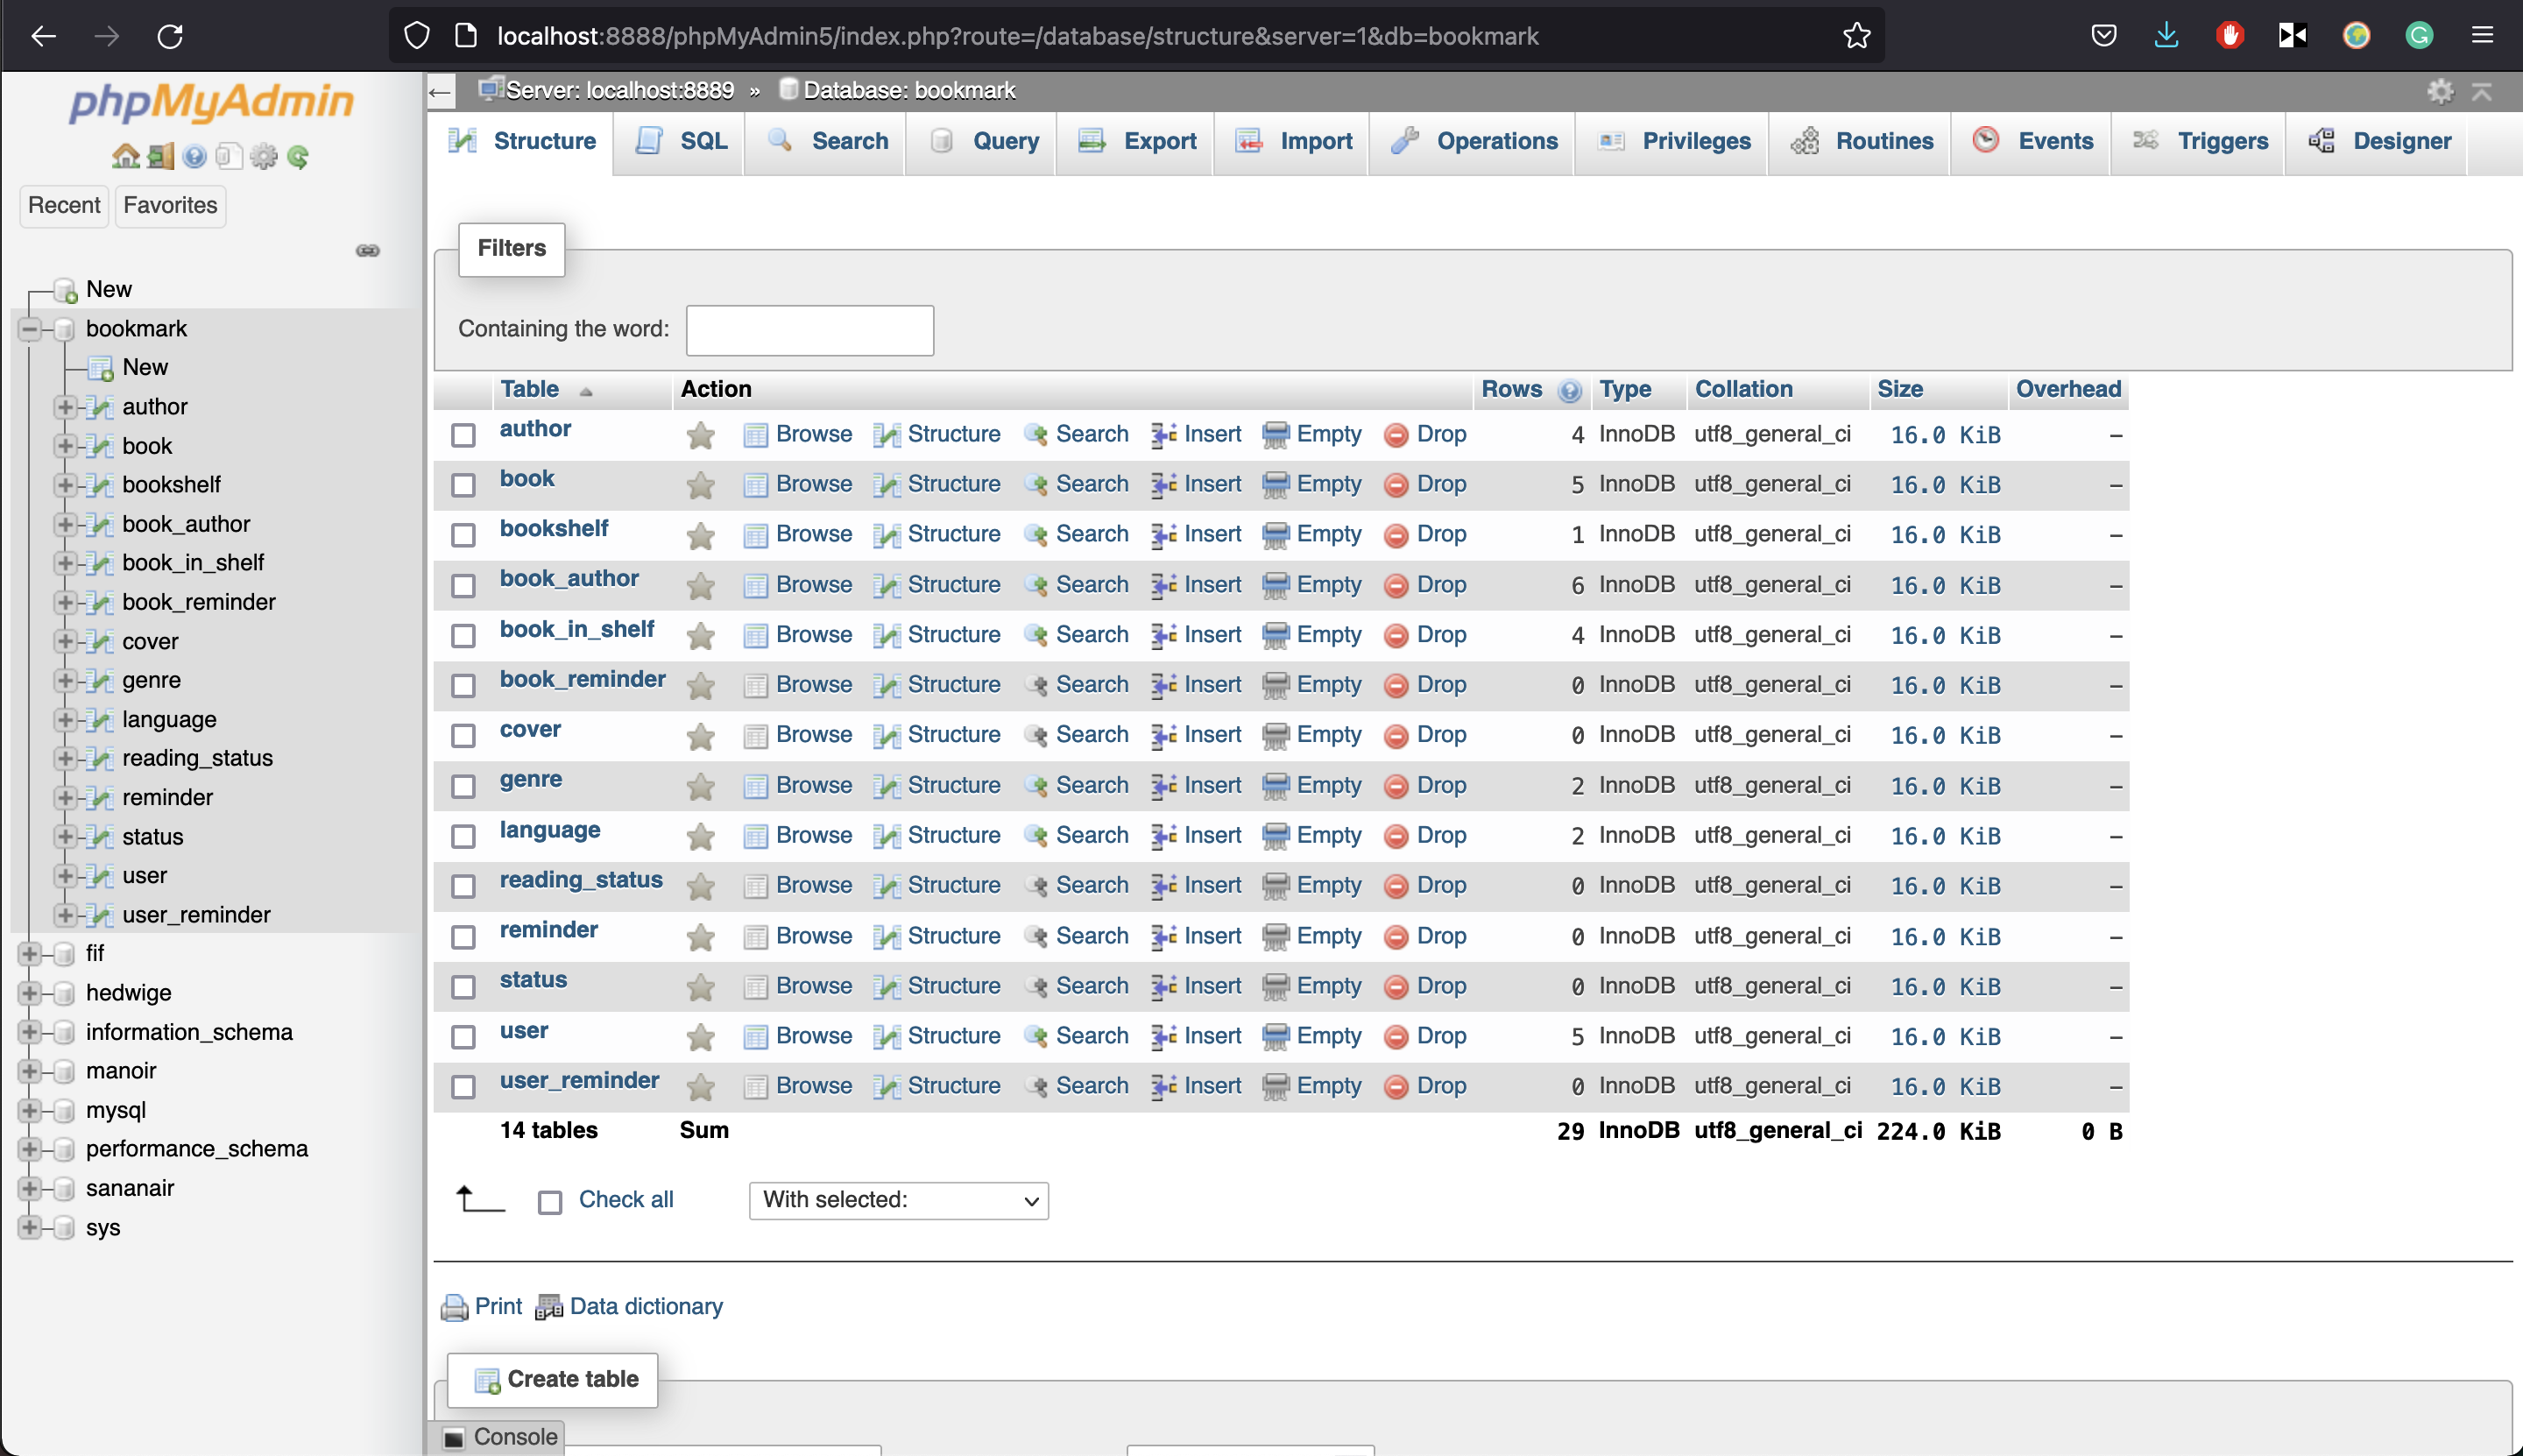 localhost:8888/phpMyAdmin5/index.php?route=/database/structure&server=1&db=bookmark
phpMyAdmin
Recent Favorites
New
bookmark
New
author
book
bookshelf
book_author
book_in_shelf
book_reminder
cover
genre
language
reading_status
reminder
status
user
user_reminder
fif
hedwige
information_schema
manoir
mysql
performance_schema
sananair
sys
Server: localhost:8889 » Database: bookmark
Structure SQL Search Query Export Import Operations Privileges Routines Events Triggers Designer
Filters
Containing the word:
Table Action Rows Type Collation Size Overhead
author Browse Structure Search Insert Empty Drop 4 InnoDB utf8_general_ci 16.0 KiB –
book Browse Structure Search Insert Empty Drop 5 InnoDB utf8_general_ci 16.0 KiB –
bookshelf Browse Structure Search Insert Empty Drop 1 InnoDB utf8_general_ci 16.0 KiB –
book_author Browse Structure Search Insert Empty Drop 6 InnoDB utf8_general_ci 16.0 KiB –
book_in_shelf Browse Structure Search Insert Empty Drop 4 InnoDB utf8_general_ci 16.0 KiB –
book_reminder Browse Structure Search Insert Empty Drop 0 InnoDB utf8_general_ci 16.0 KiB –
cover Browse Structure Search Insert Empty Drop 0 InnoDB utf8_general_ci 16.0 KiB –
genre Browse Structure Search Insert Empty Drop 2 InnoDB utf8_general_ci 16.0 KiB –
language Browse Structure Search Insert Empty Drop 2 InnoDB utf8_general_ci 16.0 KiB –
reading_status Browse Structure Search Insert Empty Drop 0 InnoDB utf8_general_ci 16.0 KiB –
reminder Browse Structure Search Insert Empty Drop 0 InnoDB utf8_general_ci 16.0 KiB –
status Browse Structure Search Insert Empty Drop 0 InnoDB utf8_general_ci 16.0 KiB –
user Browse Structure Search Insert Empty Drop 5 InnoDB utf8_general_ci 16.0 KiB –
user_reminder Browse Structure Search Insert Empty Drop 0 InnoDB utf8_general_ci 16.0 KiB –
14 tables Sum 29 InnoDB utf8_general_ci 224.0 KiB 0 B
Check all With selected:
Print Data dictionary
Create table
Console